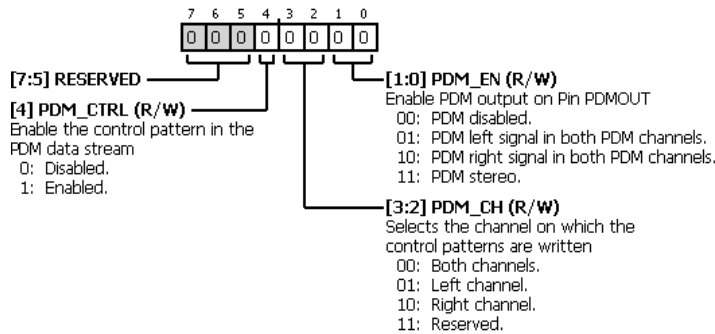 7 6 5 4 3 2 1 0
0 0 0 0 0 0 0 0
[7:5] RESERVED
[4] PDM_CTRL (R/W)
Enable the control pattern in the
PDM data stream
0: Disabled.
1: Enabled.
[1:0] PDM_EN (R/W)
Enable PDM output on Pin PDMOUT
00: PDM disabled.
01: PDM left signal in both PDM channels.
10: PDM right signal in both PDM channels.
11: PDM stereo.
[3:2] PDM_CH (R/W)
Selects the channel on which the
control patterns are written
00: Both channels.
01: Left channel.
10: Right channel.
11: Reserved.